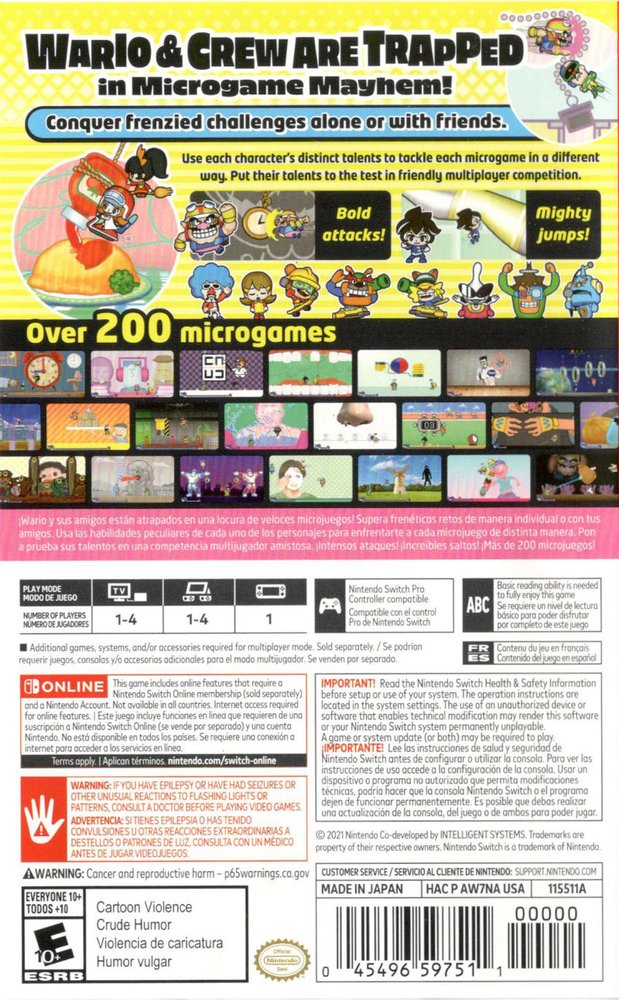 WARIO & CREW ARE TRAPPED
in Microgame Mayhem!
Conquer frenzied challenges alone or with friends.
Use each character's distinct talents to tackle each microgame in a different
way. Put their talents to the test in friendly multiplayer competition.
Bold
attacks!
Mighty
jumps!
Over 200 microgames
¡Wario y sus amigos están atrapados en una locura de veloces microjuegos! Supera frenéticos retos de manera individual o con tus
amigos. Usa las habilidades peculiares de cada uno de los personajes para enfrentarte a cada microjuego de distinta manera. Pon
a prueba sus talentos en una competencia multijugador amistosa. ¡Intensos ataques! ¡Increíbles saltos! ¡Más de 200 microjuegos!
PLAY MODE
MODO DE JUEGO
TV
NUMBER OF PLAYERS
NÚMERO DE JUGADORES
1-4
1-4
1
Nintendo Switch Pro
Controller compatible
Compatible con el control
Pro de Nintendo Switch
ABC
Basic reading ability is needed
to fully enjoy this game
Se requiere un nivel de lectura
básico para poder disfrutar
por completo de este juego
■ Additional games, systems, and/or accessories required for multiplayer mode. Sold separately. / Se podrían
requerir juegos, consolas y/o accesorios adicionales para el modo multijugador. Se venden por separado.
FR
ES
Contenu du jeu en français
Contenido del juego en español
ONLINE
This game includes online features that require a
Nintendo Switch Online membership (sold separately)
and a Nintendo Account. Not available in all countries. Internet access required
for online features. | Este juego incluye funciones en línea que requieren de una
suscripción a Nintendo Switch Online (se vende por separado) y una cuenta
Nintendo. No está disponible en todos los países. Se requiere una conexión a
internet para acceder a los servicios en línea.
Terms apply. | Aplican términos. nintendo.com/switch-online
WARNING: IF YOU HAVE EPILEPSY OR HAVE HAD SEIZURES OR
OTHER UNUSUAL REACTIONS TO FLASHING LIGHTS OR
PATTERNS, CONSULT A DOCTOR BEFORE PLAYING VIDEO GAMES.
ADVERTENCIA: SI TIENES EPILEPSIA O HAS TENIDO
CONVULSIONES U OTRAS REACCIONES EXTRAORDINARIAS A
DESTELLOS O PATRONES DE LUZ, CONSULTA CON UN MÉDICO
ANTES DE JUGAR VIDEOJUEGOS.
WARNING: Cancer and reproductive harm - p65warnings.ca.gov
IMPORTANT! Read the Nintendo Switch Health & Safety Information
before setup or use of your system. The operation instructions are
located in the system settings. The use of an unauthorized device or
software that enables technical modification may render this software
or your Nintendo Switch system permanently unplayable.
A game or system update (or both) may be required to play.
¡IMPORTANTE! Lee las instrucciones de salud y seguridad de
Nintendo Switch antes de configurar o utilizar la consola. Para ver las
instrucciones de uso accede a la configuración de la consola. Usar un
dispositivo o programa no autorizado que permita modificaciones
técnicas, podría hacer que la consola Nintendo Switch o el programa
dejen de funcionar permanentemente. Es posible que debas realizar
una actualización de la consola, del juego o de ambos para poder jugar.
© 2021 Nintendo Co-developed by INTELLIGENT SYSTEMS. Trademarks are
property of their respective owners. Nintendo Switch is a trademark of Nintendo.
CUSTOMER SERVICE / SERVICIO AL CLIENTE DE NINTENDO: SUPPORT.NINTENDO.COM
MADE IN JAPAN
HAC P AW7NA USA
115511A
EVERYONE 10+
TODOS +10
E
10+
ESRB
Cartoon Violence
Crude Humor
Violencia de caricatura
Humor vulgar
Official
Nintendo
Seal
00000
0 45496 59751 1